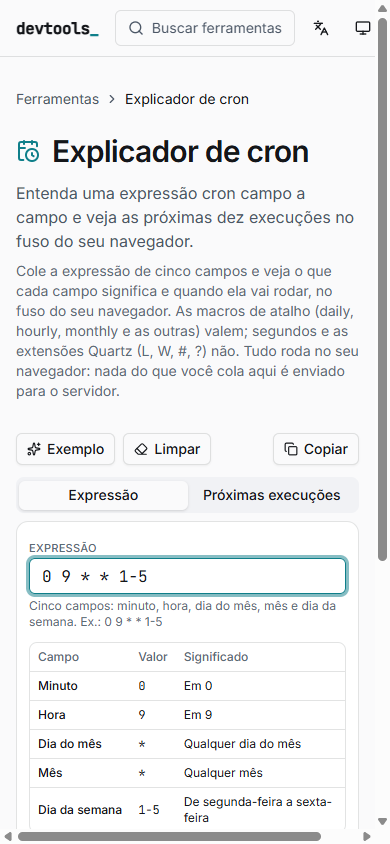 devtools_
Buscar ferramentas
Ferramentas > Explicador de cron
Explicador de cron
Entenda uma expressão cron campo a
campo e veja as próximas dez execuções no
fuso do seu navegador.
Cole a expressão de cinco campos e veja o que
cada campo significa e quando ela vai rodar, no
fuso do seu navegador. As macros de atalho (daily,
hourly, monthly e as outras) valem; segundos e as
extensões Quartz (L, W, #, ?) não. Tudo roda no seu
navegador: nada do que você cola aqui é enviado
para o servidor.
Exemplo
Limpar
Copiar
Expressão
Próximas execuções
EXPRESSÃO
0 9 * * 1-5
Cinco campos: minuto, hora, dia do mês, mês e dia da
semana. Ex.: 0 9 * * 1-5
Campo Valor Significado
Minuto 0 Em 0
Hora 9 Em 9
Dia do mês * Qualquer dia do mês
Mês * Qualquer mês
Dia da semana 1-5 De segunda-feira a sexta-
feira